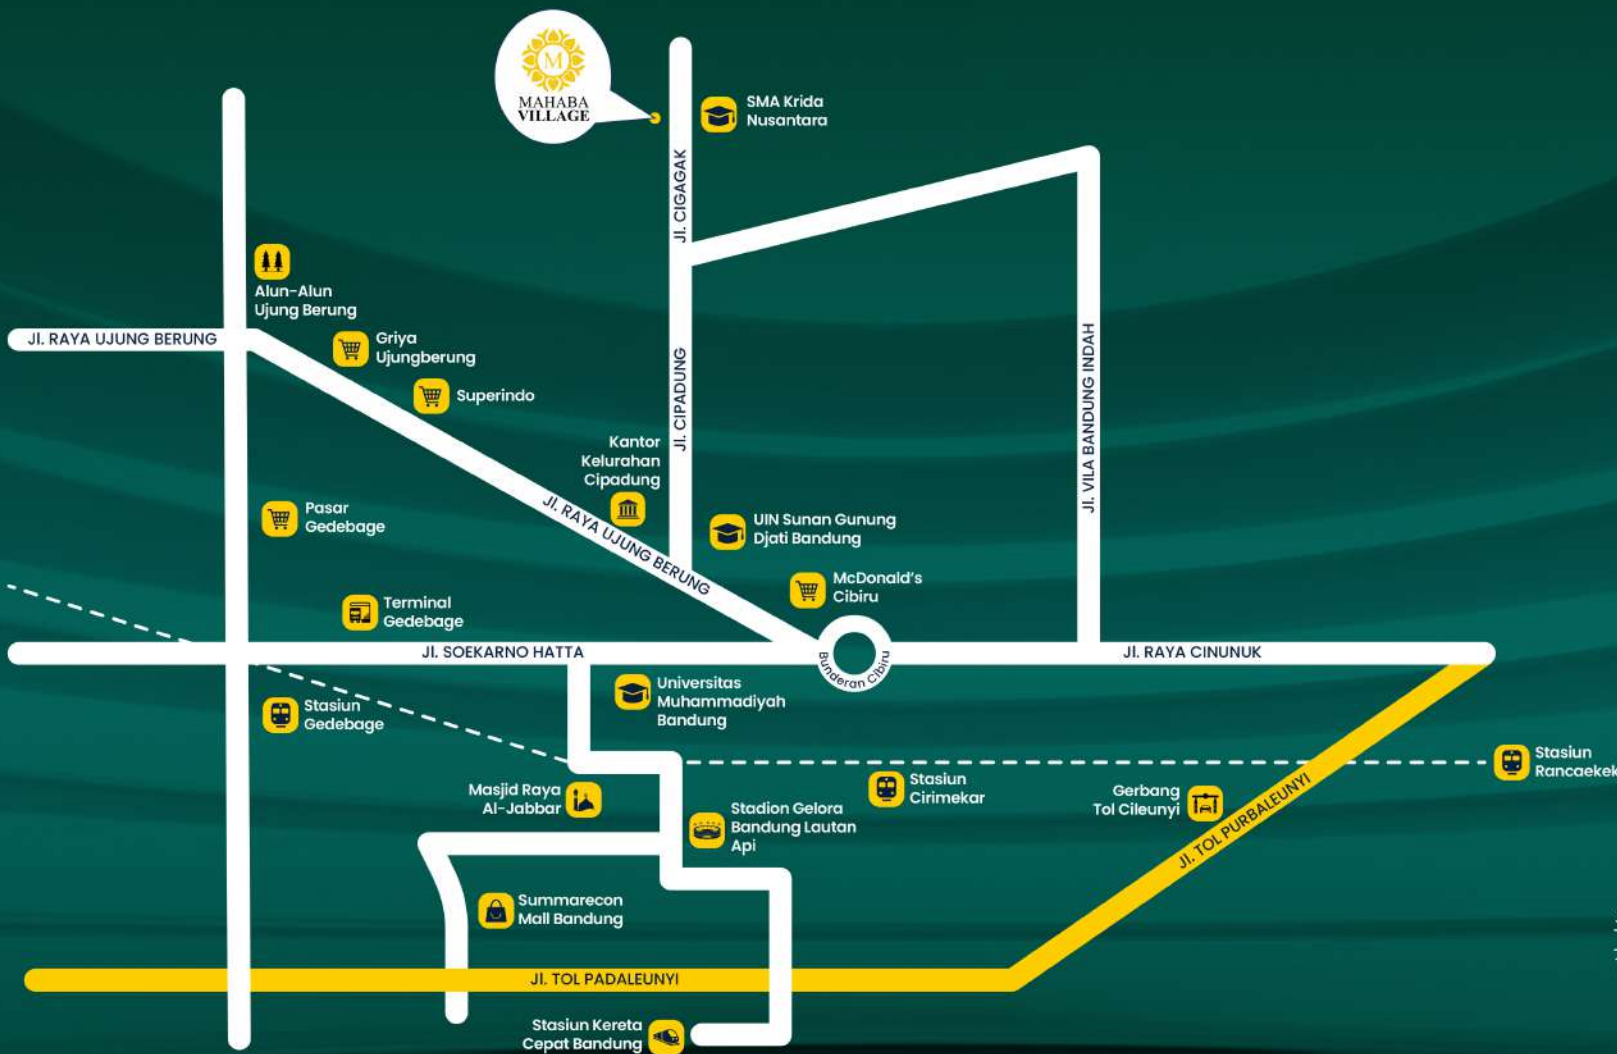 M
MAHABA
VILLAGE
SMA Krida
Nusantara
Jl. CIGAGAK
Alun-Alun
Ujung Berung
Jl. RAYA UJUNG BERUNG
Griya
Ujungberung
Superindo
Jl. CIPADUNG
Jl. VILA BANDUNG INDAH
Kantor
Kelurahan
Cipadung
Jl. RAYA UJUNG BERUNG
Pasar
Gedebage
UIN Sunan Gunung
Djati Bandung
McDonald's
Cibiru
Terminal
Gedebage
Jl. SOEKARNO HATTA
Bunderan Cibiru
Jl. RAYA CINUNUK
Stasiun
Gedebage
Universitas
Muhammadiyah
Bandung
Masjid Raya
Al-Jabbar
Stadion Gelora
Bandung Lautan
Api
Stasiun
Cirimekar
Gerbang
Tol Cileunyi
Jl. TOL PURBALEUNYI
Stasiun
Rancaekek
Summarecon
Mall Bandung
Jl. TOL PADALEUNYI
Stasiun Kereta
Cepat Bandung